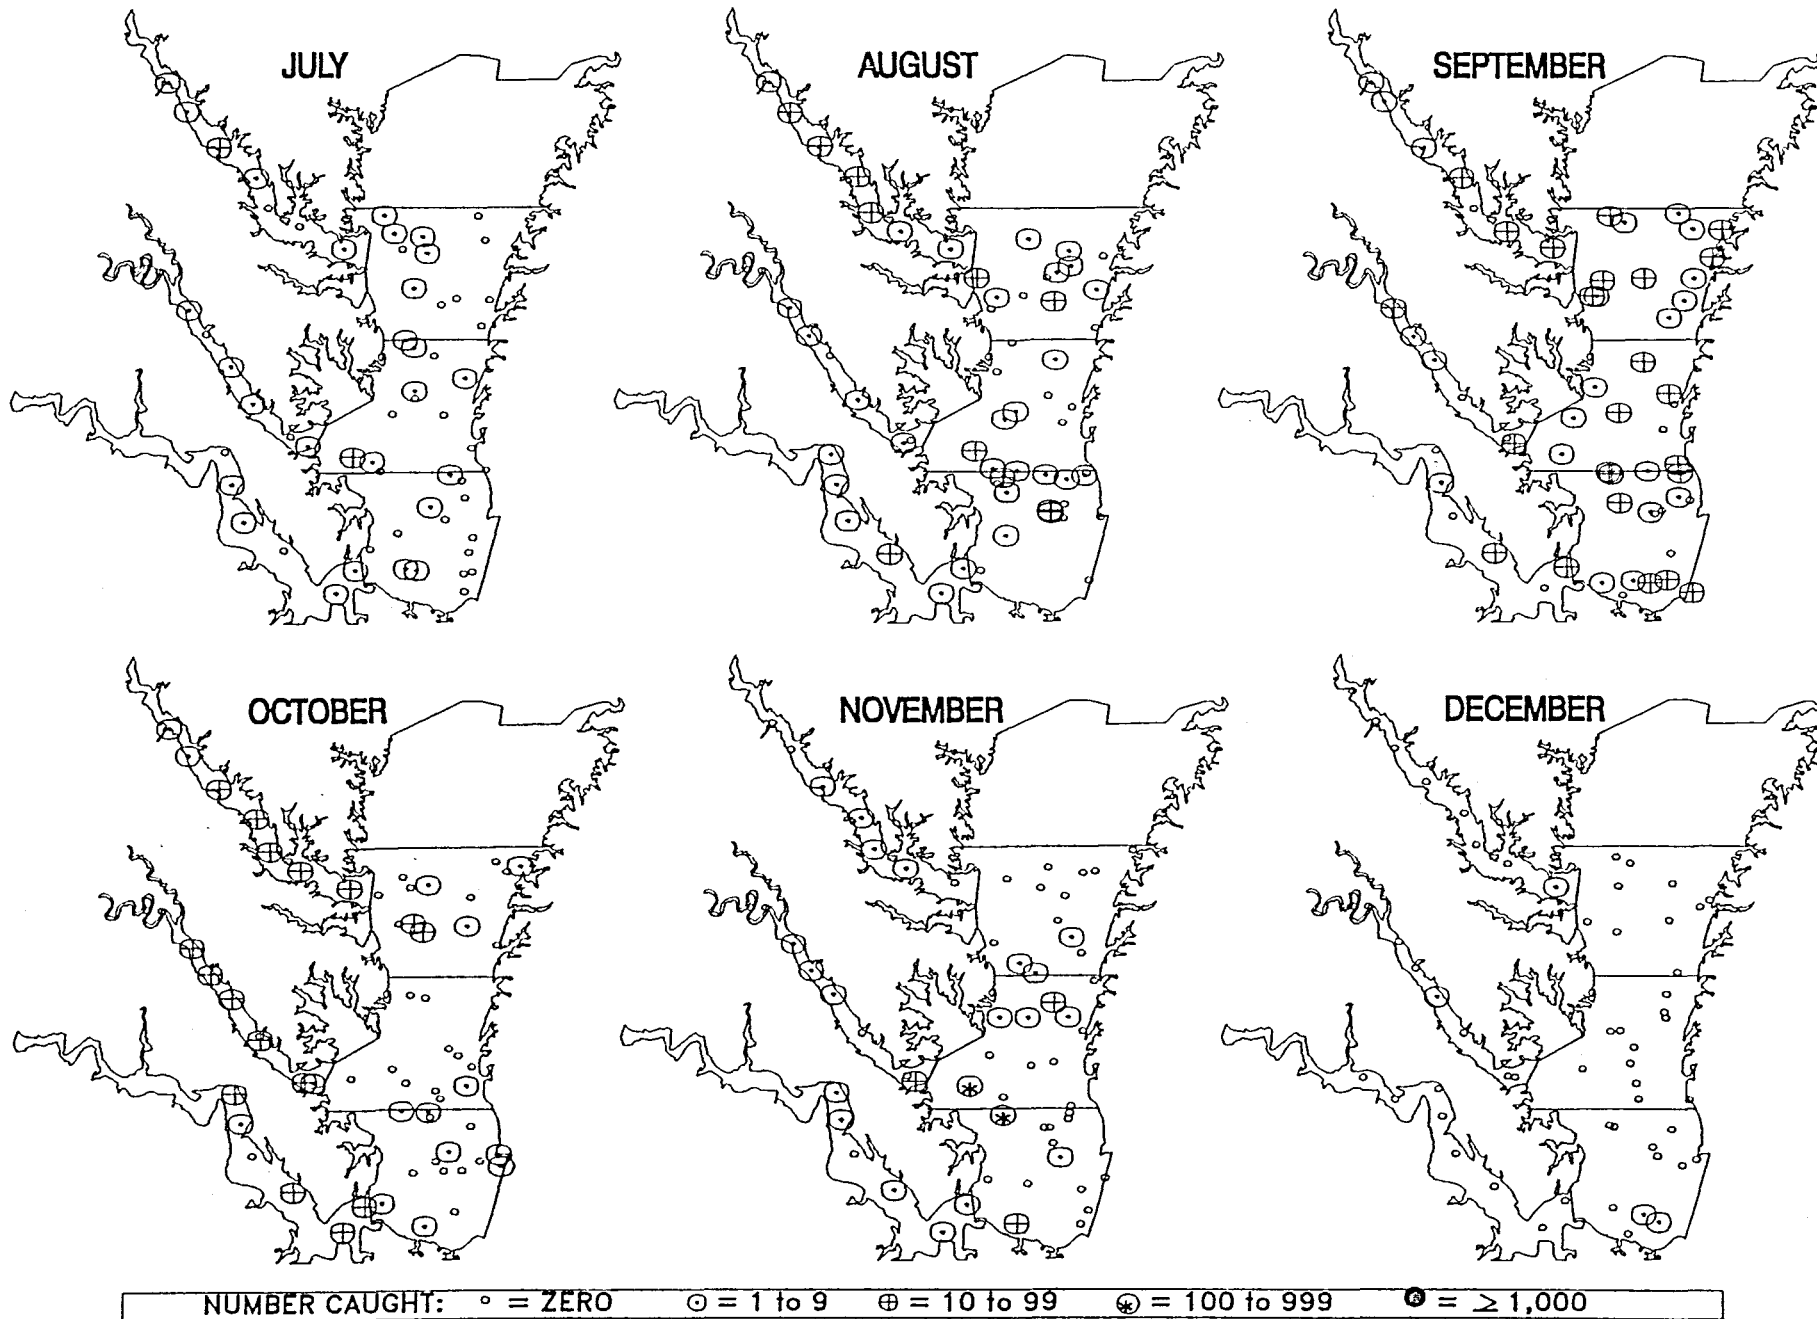 JULY
AUGUST
SEPTEMBER
OCTOBER
NOVEMBER
DECEMBER
NUMBER CAUGHT: = ZERO = 1 to 9 = 10 to 99 = 100 to 999 = ≥ 1,000